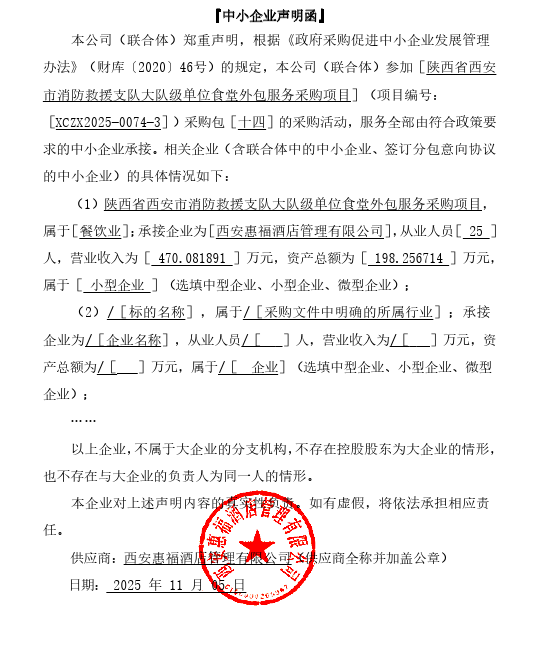 『中小企业声明函』
本公司（联合体）郑重声明，根据《政府采购促进中小企业发展管理
办法》（财库〔2020〕46号）的规定，本公司（联合体）参加［陕西省西安
市消防救援支队大队级单位食堂外包服务采购项目］（项目编号：
［XCZX2025—0074—3］）采购包［十四］的采购活动，服务全部由符合政策要
求的中小企业承接。相关企业（含联合体中的中小企业、签订分包意向协议
的中小企业）的具体情况如下：
（1）陕西省西安市消防救援支队大队级单位食堂外包服务采购项目，
属于[餐饮业]；承接企业为[西安惠福酒店管理有限公司]，从业人员[ 25 ]
人，营业收入为［ 470.081891 ］万元，资产总额为［ 198.256714 ］万元，
属于［ 小型企业 ］（选填中型企业、小型企业、微型企业）；
（2）/［标的名称］，属于/［采购文件中明确的所属行业］；承接
企业为/［企业名称］，从业人员/［___］人，营业收入为/［___］万元，资
产总额为/［___］万元，属于/［ 企业］（选填中型企业、小型企业、微型
企业）；
……
以上企业，不属于大企业的分支机构，不存在控股股东为大企业的情形，
也不存在与大企业的负责人为同一人的情形。
本企业对上述声明内容的真实性负责。如有虚假，将依法承担相应责
任。
供应商：西安惠福酒店管理有限公司（供应商全称并加盖公章）
日期： 2025 年 11 月 05 日
西安惠福酒店管理有限公司